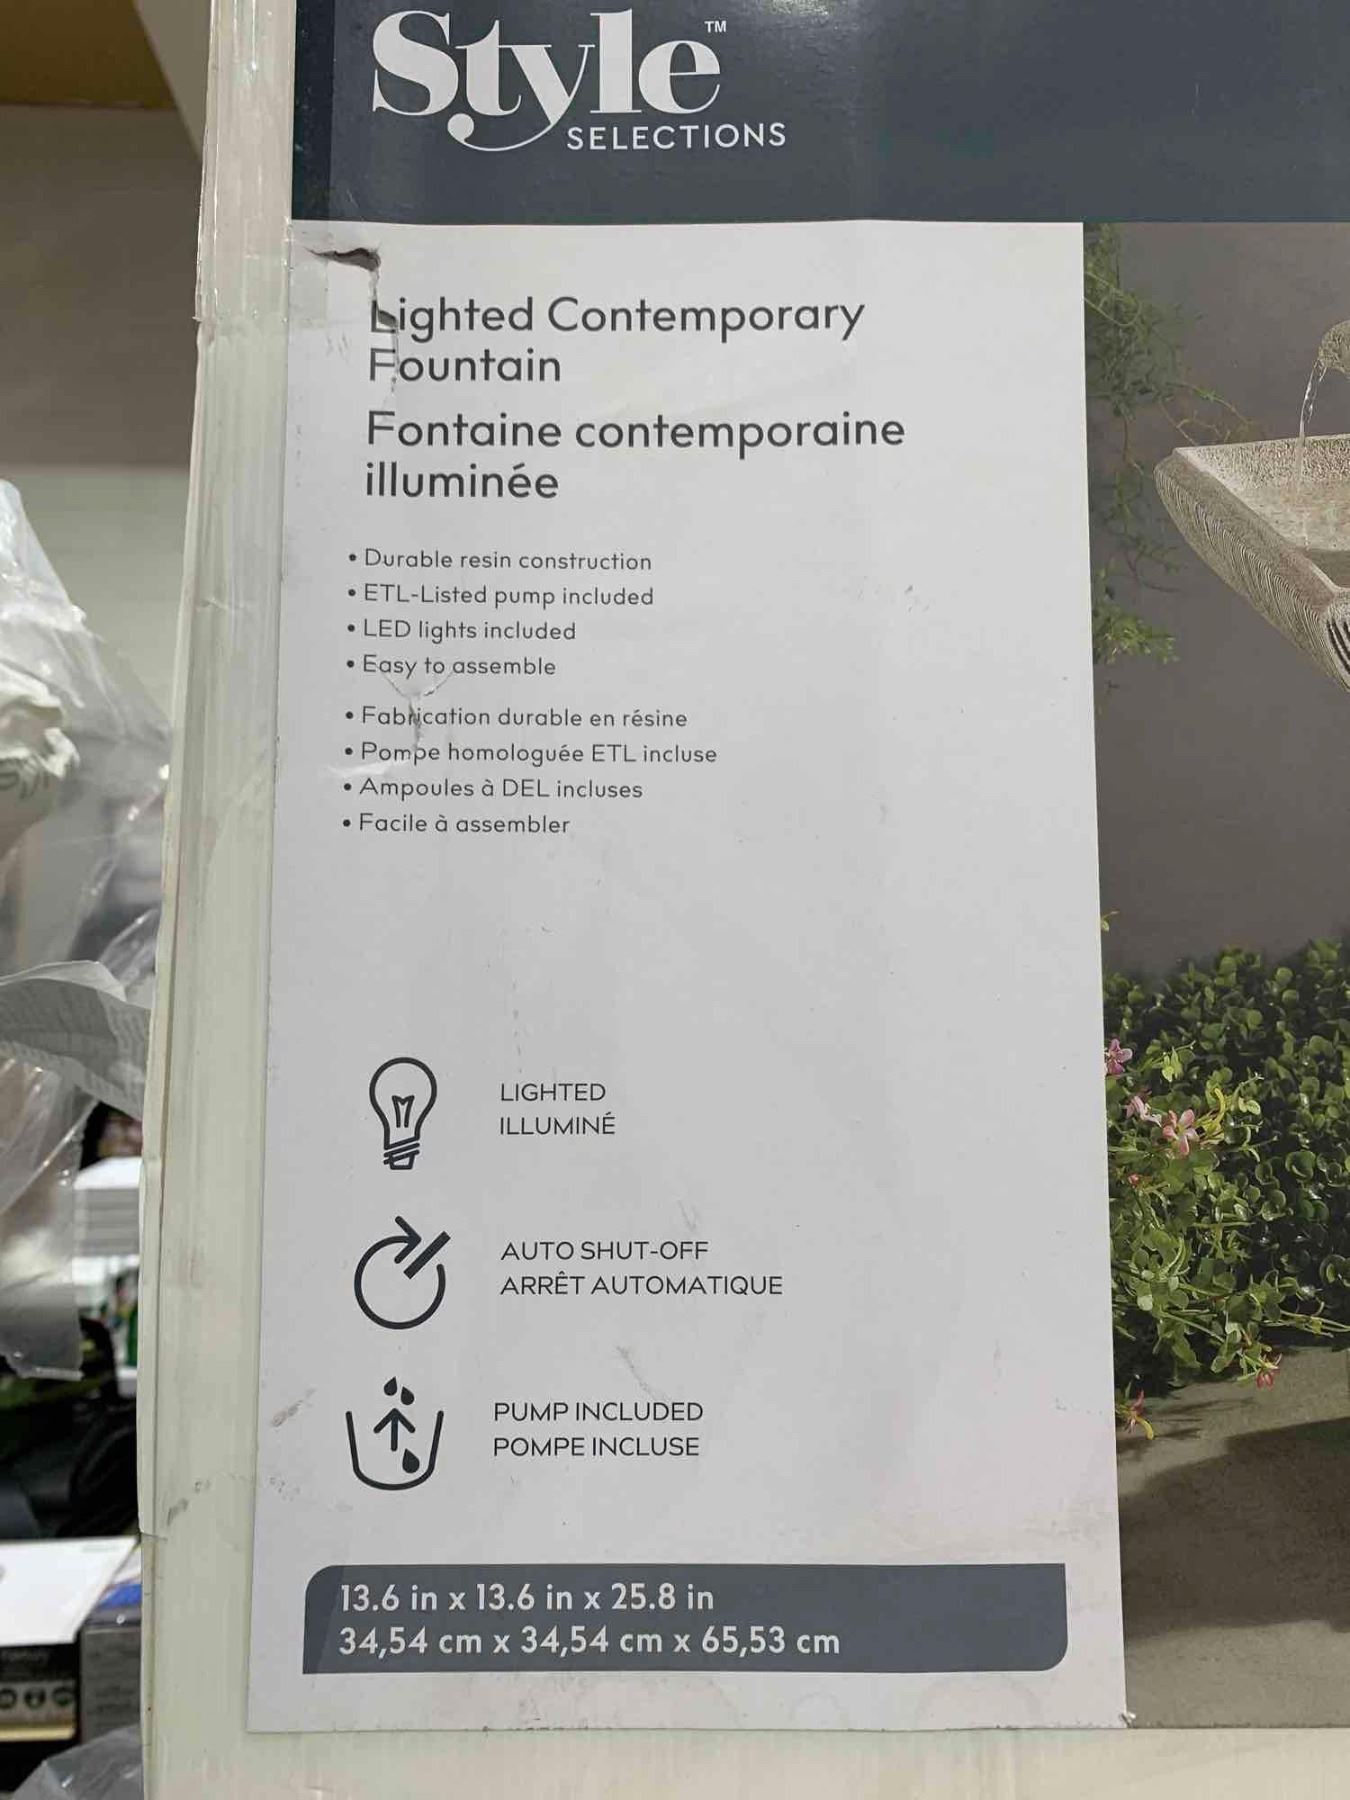 Style™
SELECTIONS
Lighted Contemporary
Fountain
Fontaine contemporaine
illuminée
• Durable resin construction
• ETL-Listed pump included
• LED lights included
• Easy to assemble
• Fabrication durable en résine
• Pompe homologuée ETL incluse
• Ampoules à DEL incluses
• Facile à assembler
LIGHTED
ILLUMINÉ
AUTO SHUT-OFF
ARRÊT AUTOMATIQUE
PUMP INCLUDED
POMPE INCLUSE
13.6 in x 13.6 in x 25.8 in
34,54 cm x 34,54 cm x 65,53 cm